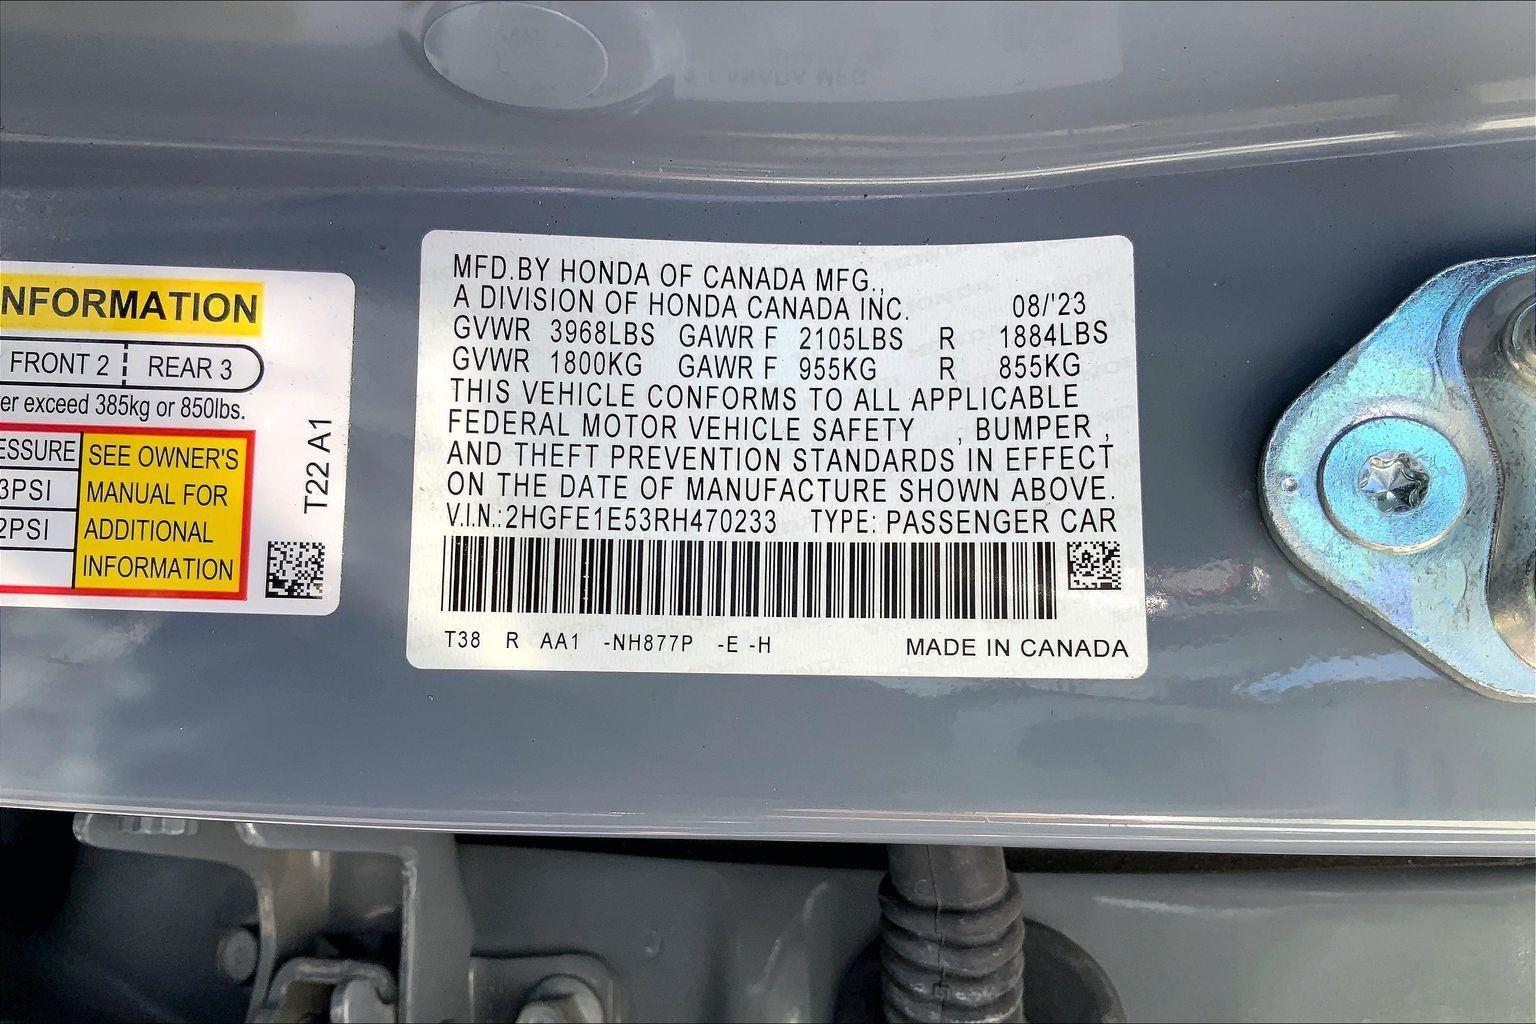 NFORMATION
FRONT 2 REAR 3
er exceed 385kg or 850lbs.
ESSURE
3PSI
2PSI
SEE OWNER'S
MANUAL FOR
ADDITIONAL
INFORMATION
T22 A1
MFD.BY HONDA OF CANADA MFG.,
A DIVISION OF HONDA CANADA INC. 08/'23
GVWR 3968LBS GAWR F 2105LBS R 1884LBS
GVWR 1800KG GAWR F 955KG R 855KG
THIS VEHICLE CONFORMS TO ALL APPLICABLE
FEDERAL MOTOR VEHICLE SAFETY , BUMPER ,
AND THEFT PREVENTION STANDARDS IN EFFECT
ON THE DATE OF MANUFACTURE SHOWN ABOVE.
V.I.N.:2HGFE1E53RH470233 TYPE: PASSENGER CAR
T38 R AA1 -NH877P -E -H MADE IN CANADA